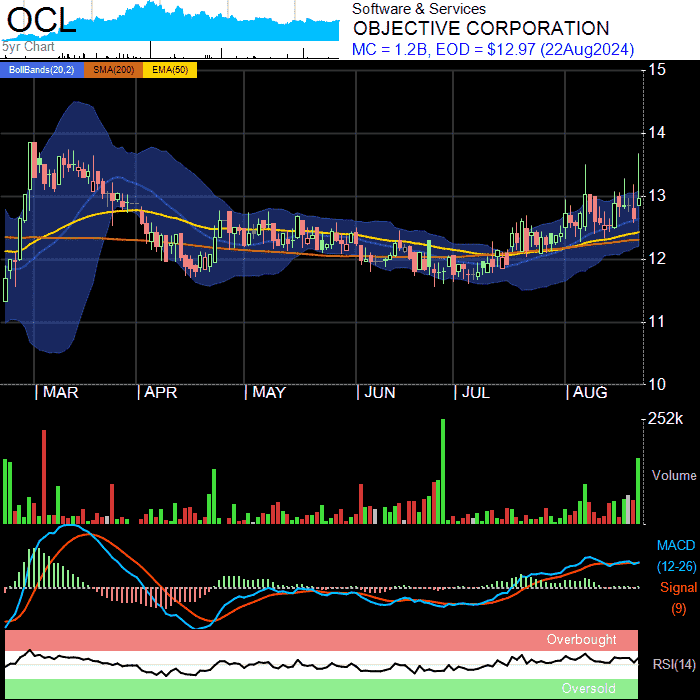 OCL
5yr Chart
Software & Services
OBJECTIVE CORPORATION
MC = 1.2B, EOD = $12.97 (22Aug2024)
BollBands(20,2) SMA(200) EMA(50)
15
14
13
12
11
10
MAR APR MAY JUN JUL AUG
252k
Volume
MACD
(12-26)
Signal
(9)
Overbought
RSI(14)
Oversold